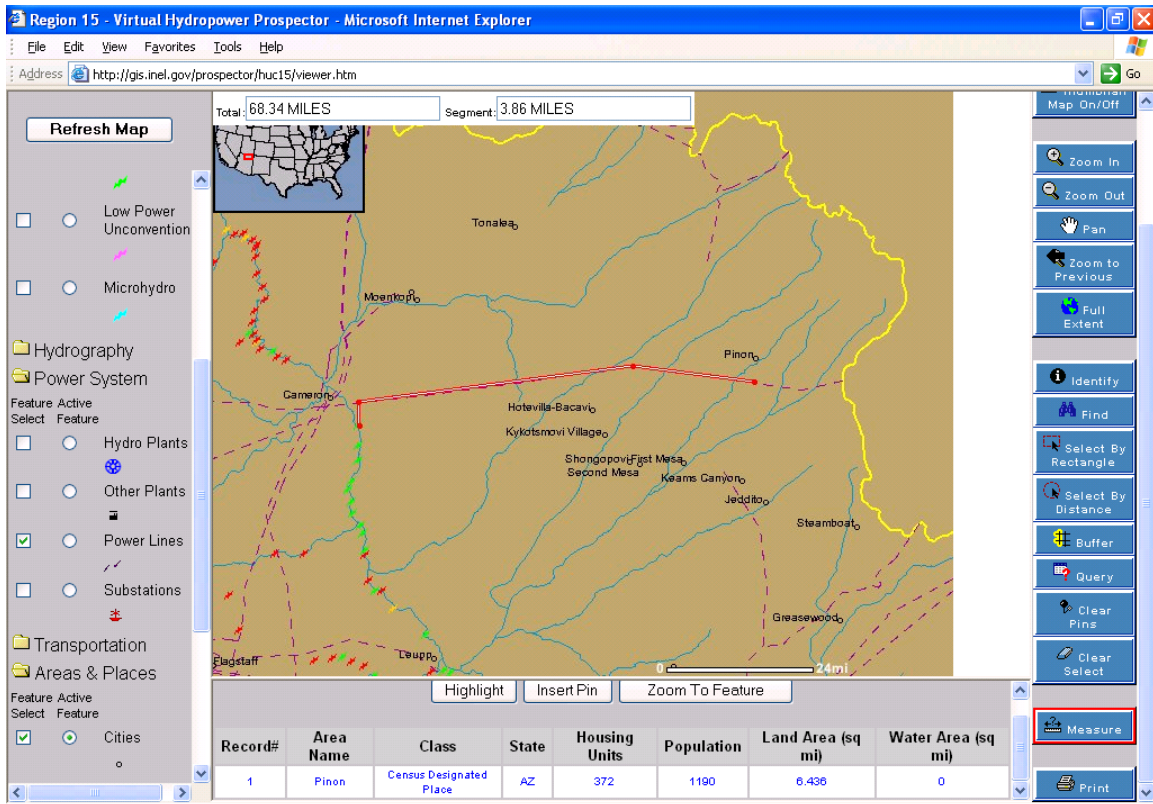 Region 15 - Virtual Hydropower Prospector - Microsoft Internet Explorer
File Edit View Favorites Tools Help
Address http://gis.inel.gov/prospector/huc15/viewer.htm Go
Refresh Map
Low Power
Unconvention
Microhydro
Hydrography
Power System
Feature Active
Select Feature
Hydro Plants
Other Plants
Power Lines
Substations
Transportation
Areas & Places
Feature Active
Select Feature
Cities
Total: 68.34 MILES Segment: 3.86 MILES
Tonalea
Moenkopi
Pinon
Cameron
Hotevilla-Bacavi
Kykotsmovi Village
Shongopovi First Mesa
Second Mesa
Keams Canyon
Jeddito
Steamboat
Greasewood
Flagstaff
Leupp
0 24mi
Highlight Insert Pin Zoom To Feature
Record# Area Name Class State Housing Units Population Land Area (sq mi) Water Area (sq mi)
1 Pinon Census Designated Place AZ 372 1190 6.436 0
Map On/Off
Zoom In
Zoom Out
Pan
Zoom to
Previous
Full
Extent
Identify
Find
Select By
Rectangle
Select By
Distance
Buffer
Query
Clear
Pins
Clear
Select
Measure
Print